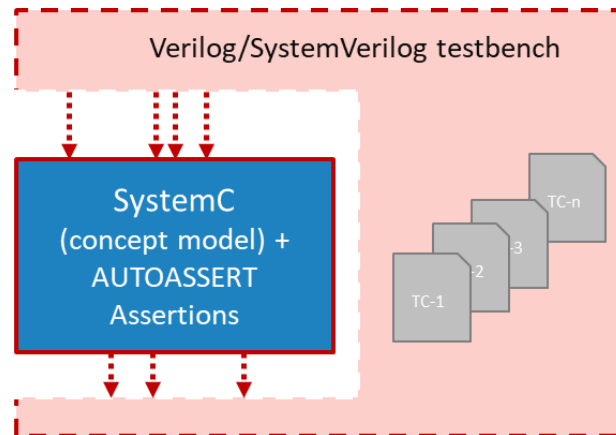 Verilog/SystemVerilog testbench
SystemC
(concept model) +
AUTOASSERT
Assertions
TC-n
-3
-2
TC-1